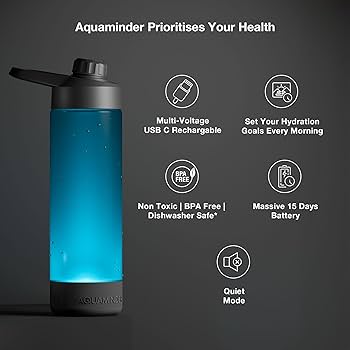 Aquaminder Prioritises Your Health
Multi-Voltage
USB C Rechargable
Set Your Hydration
Goals Every Morning
BPA
FREE
Non Toxic | BPA Free |
Dishwasher Safe*
Massive 15 Days
Battery
Quiet
Mode